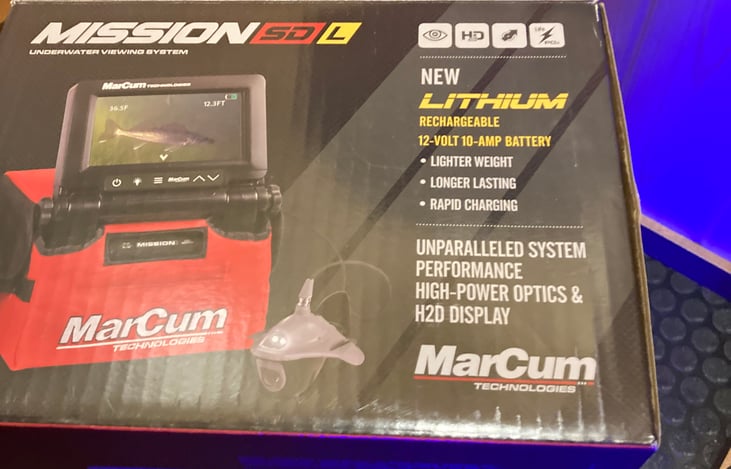 MISSION SD L
UNDERWATER VIEWING SYSTEM
HD
NEW
LITHIUM
RECHARGEABLE
12-VOLT 10-AMP BATTERY
• LIGHTER WEIGHT
• LONGER LASTING
• RAPID CHARGING
UNPARALLELED SYSTEM
PERFORMANCE
HIGH-POWER OPTICS &
H2D DISPLAY
MarCum
TECHNOLOGIES
MarCum TECHNOLOGIES
36.5F 12.3FT
MarCum
MISSION
MarCum
TECHNOLOGIES